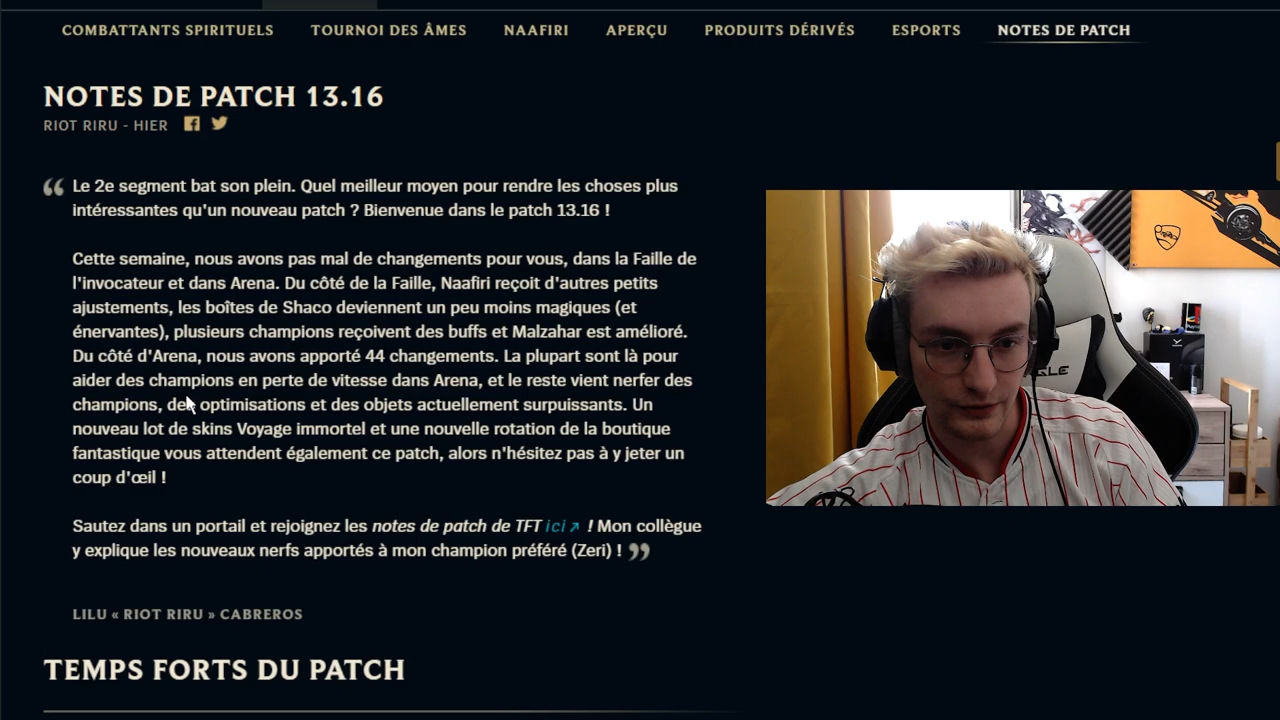 COMBATTANTS SPIRITUELS TOURNOI DES ÂMES NAAFIRI APERÇU PRODUITS DÉRIVÉS ESPORTS NOTES DE PATCH
NOTES DE PATCH 13.16
RIOT RIRU - HIER
Le 2e segment bat son plein. Quel meilleur moyen pour rendre les choses plus
intéressantes qu'un nouveau patch ? Bienvenue dans le patch 13.16 !
Cette semaine, nous avons pas mal de changements pour vous, dans la Faille de
l'invocateur et dans Arena. Du côté de la Faille, Naafiri reçoit d'autres petits
ajustements, les boîtes de Shaco deviennent un peu moins magiques (et
énervantes), plusieurs champions reçoivent des buffs et Malzahar est amélioré.
Du côté d'Arena, nous avons apporté 44 changements. La plupart sont là pour
aider des champions en perte de vitesse dans Arena, et le reste vient nerfer des
champions, des optimisations et des objets actuellement surpuissants. Un
nouveau lot de skins Voyage immortel et une nouvelle rotation de la boutique
fantastique vous attendent également ce patch, alors n'hésitez pas à y jeter un
coup d'œil !
Sautez dans un portail et rejoignez les notes de patch de TFT ici ! Mon collègue
y explique les nouveaux nerfs apportés à mon champion préféré (Zeri) !
LILU « RIOT RIRU » CABREROS
TEMPS FORTS DU PATCH